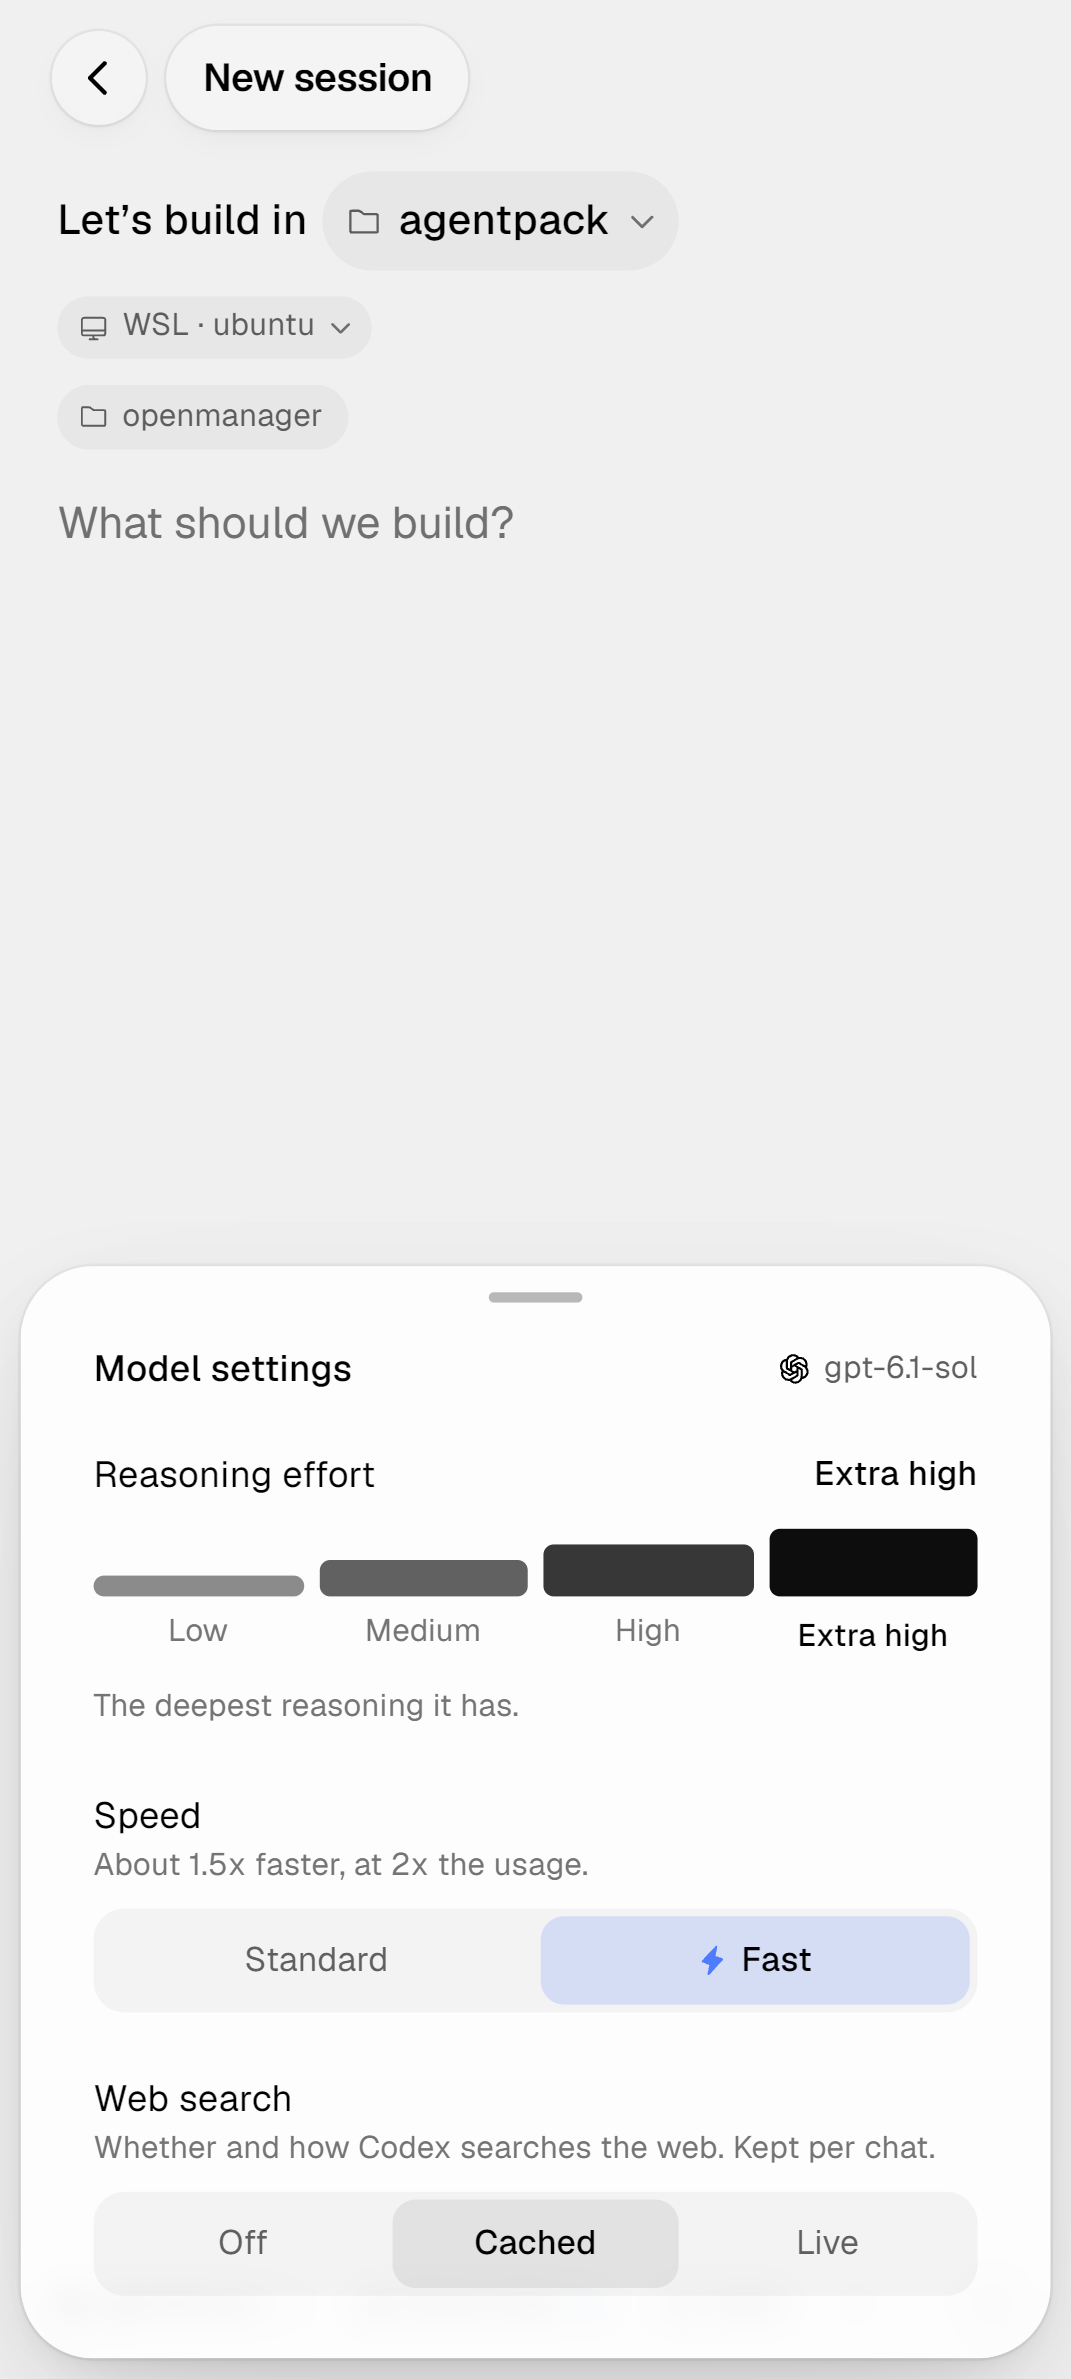 New session
Let’s build in agentpack
WSL · ubuntu
openmanager
What should we build?
Model settings gpt-6.1-sol
Reasoning effort Extra high
Low Medium High Extra high
The deepest reasoning it has.
Speed
About 1.5x faster, at 2x the usage.
Standard Fast
Web search
Whether and how Codex searches the web. Kept per chat.
Off Cached Live